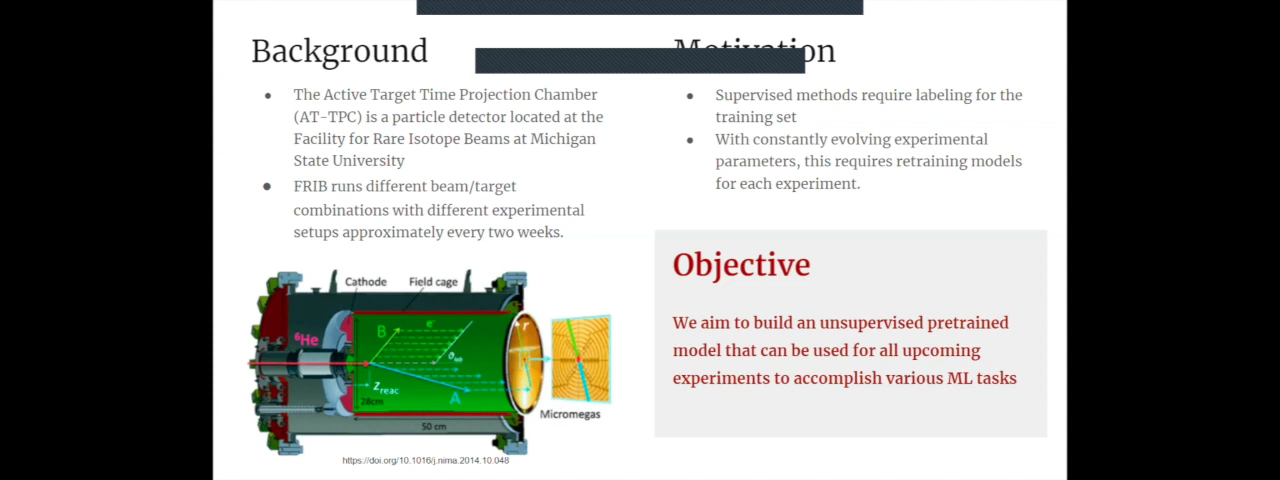 Background
The Active Target Time Projection Chamber
(AT-TPC) is a particle detector located at the
Facility for Rare Isotope Beams at Michigan
State University
FRIB runs different beam/target
combinations with different experimental
setups approximately every two weeks.
Cathode
Field cage
⁶He
B
e⁻
r
Z reac
A
28cm
50 cm
Micromegas
https://doi.org/10.1016/j.nima.2014.10.048
Motivation
Supervised methods require labeling for the
training set
With constantly evolving experimental
parameters, this requires retraining models
for each experiment.
Objective
We aim to build an unsupervised pretrained
model that can be used for all upcoming
experiments to accomplish various ML tasks